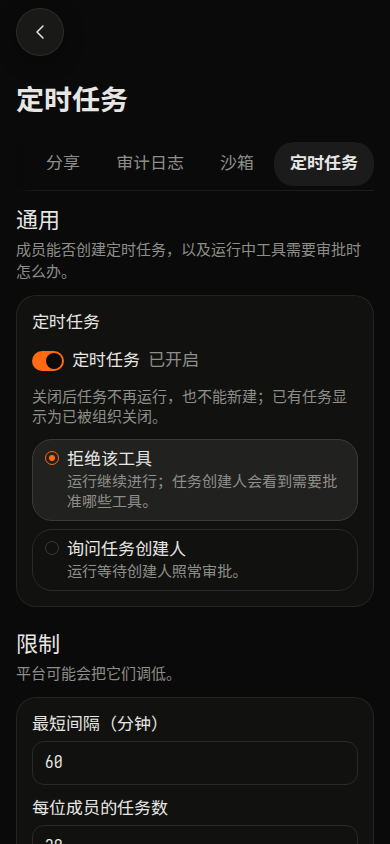 定时任务
分享
审计日志
沙箱
定时任务
通用
成员能否创建定时任务，以及运行中工具需要审批时
怎么办。
定时任务
定时任务 已开启
关闭后任务不再运行，也不能新建；已有任务显
示为已被组织关闭。
拒绝该工具
运行继续进行；任务创建人会看到需要批
准哪些工具。
询问任务创建人
运行等待创建人照常审批。
限制
平台可能会把它们调低。
最短间隔（分钟）
60
每位成员的任务数